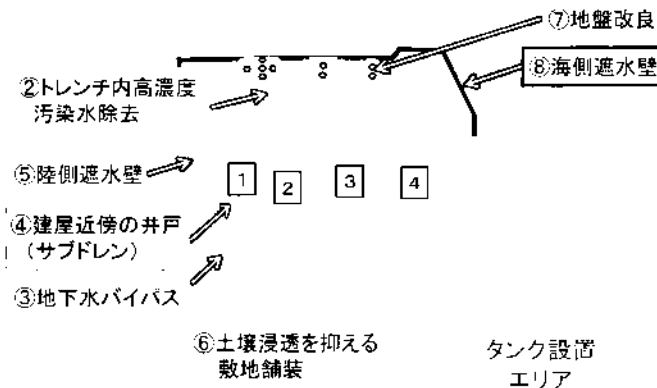 ⑦地盤改良
⑧海側遮水壁
②トレンチ内高濃度
汚染水除去
⑤陸側遮水壁
1
2
3
4
④建屋近傍の井戸
(サブドレン)
③地下水バイパス
⑥土壌浸透を抑える
敷地舗装
タンク設置
エリア